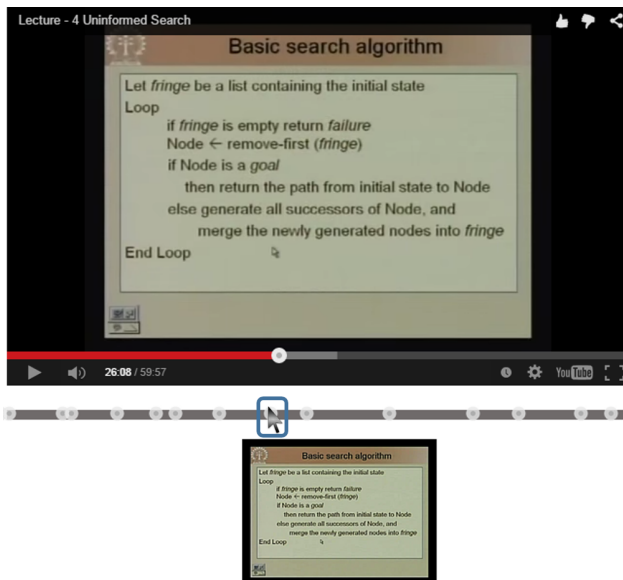 Lecture - 4 Uninformed Search
Basic search algorithm
Let fringe be a list containing the initial state
Loop
if fringe is empty return failure
Node ← remove-first (fringe)
if Node is a goal
then return the path from initial state to Node
else generate all successors of Node, and
merge the newly generated nodes into fringe
End Loop
26:08 / 59:57
YouTube
Basic search algorithm
Let fringe be a list containing the initial state
Loop
if fringe is empty return failure
Node ← remove-first (fringe)
if Node is a goal
then return the path from initial state to Node
else generate all successors of Node, and
merge the newly generated nodes into fringe
End Loop